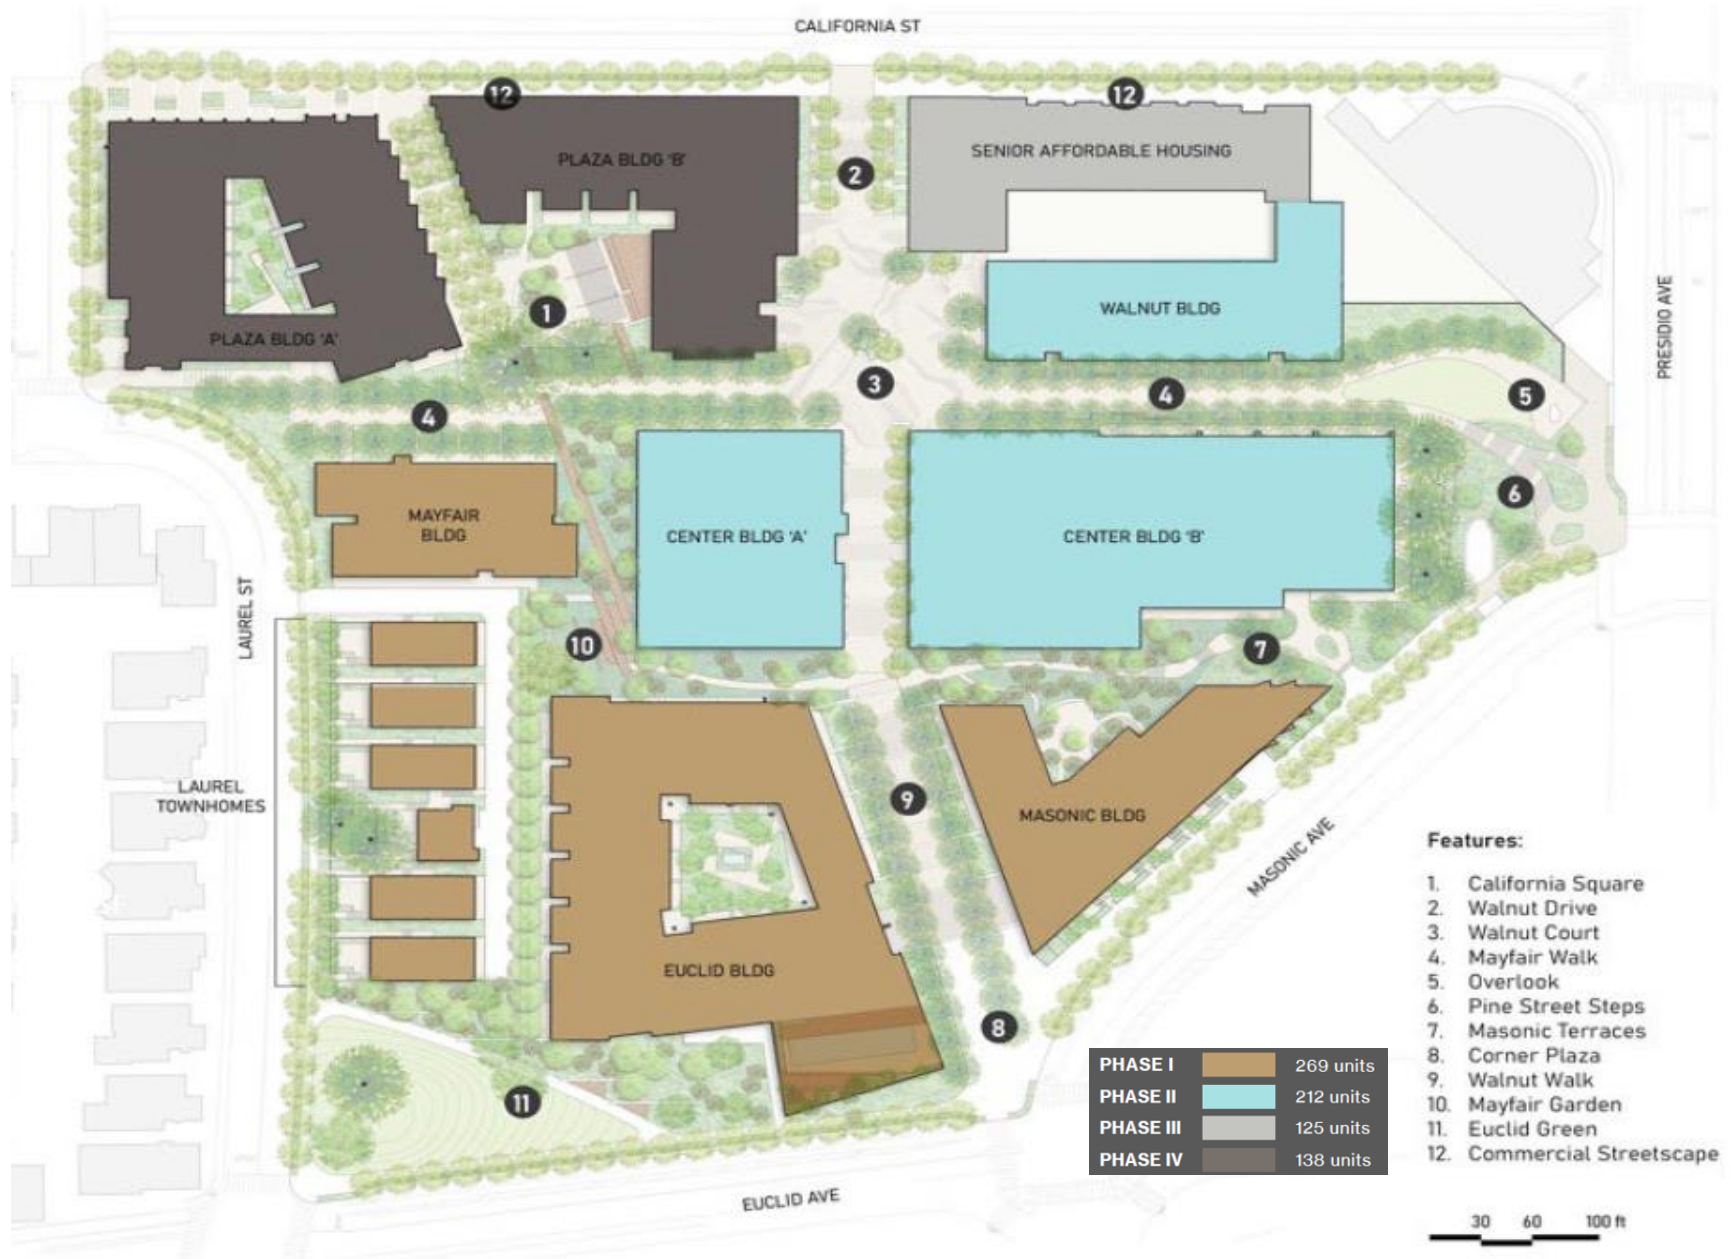 CALIFORNIA ST
12
12
PLAZA BLDG 'B'
SENIOR AFFORDABLE HOUSING
2
1
WALNUT BLDG
PLAZA BLDG 'A'
PRESIDIO AVE
3
4
5
4
MAYFAIR
BLDG
CENTER BLDG 'A'
CENTER BLDG 'B'
6
LAUREL ST
10
7
LAUREL
TOWNHOMES
9
MASONIC BLDG
MASONIC AVE
EUCLID BLDG
8
11
EUCLID AVE
PHASE I 269 units
PHASE II 212 units
PHASE III 125 units
PHASE IV 138 units
Features:
1. California Square
2. Walnut Drive
3. Walnut Court
4. Mayfair Walk
5. Overlook
6. Pine Street Steps
7. Masonic Terraces
8. Corner Plaza
9. Walnut Walk
10. Mayfair Garden
11. Euclid Green
12. Commercial Streetscape
30 60 100 ft